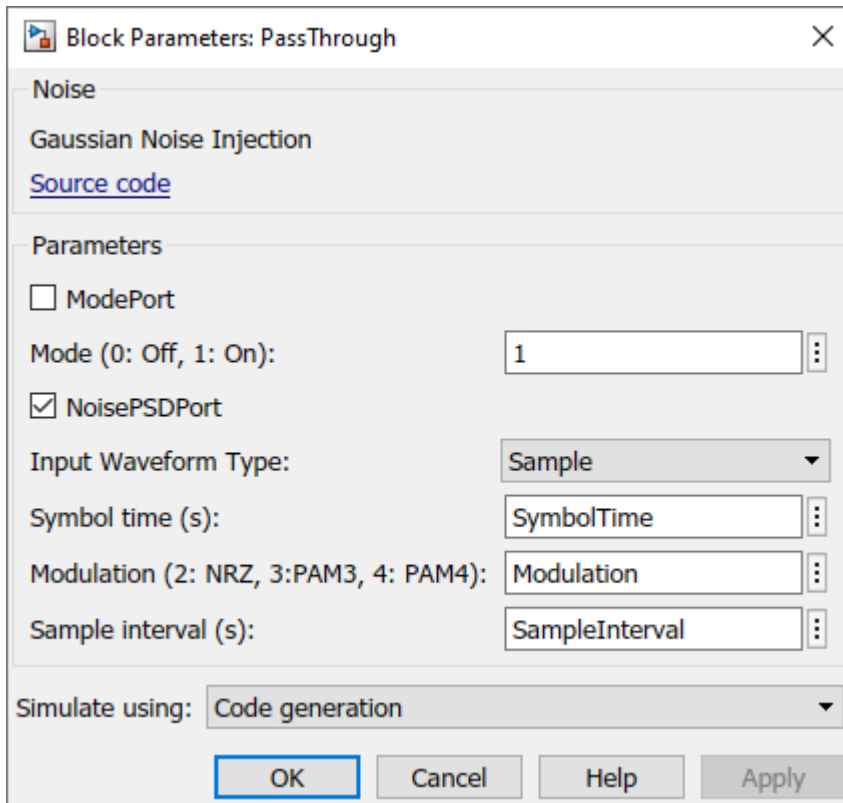 Block Parameters: PassThrough
Noise
Gaussian Noise Injection
Source code
Parameters
ModePort
Mode (0: Off, 1: On): 1
NoisePSDPort
Input Waveform Type: Sample
Symbol time (s): SymbolTime
Modulation (2: NRZ, 3:PAM3, 4: PAM4): Modulation
Sample interval (s): SampleInterval
Simulate using: Code generation
OK Cancel Help Apply